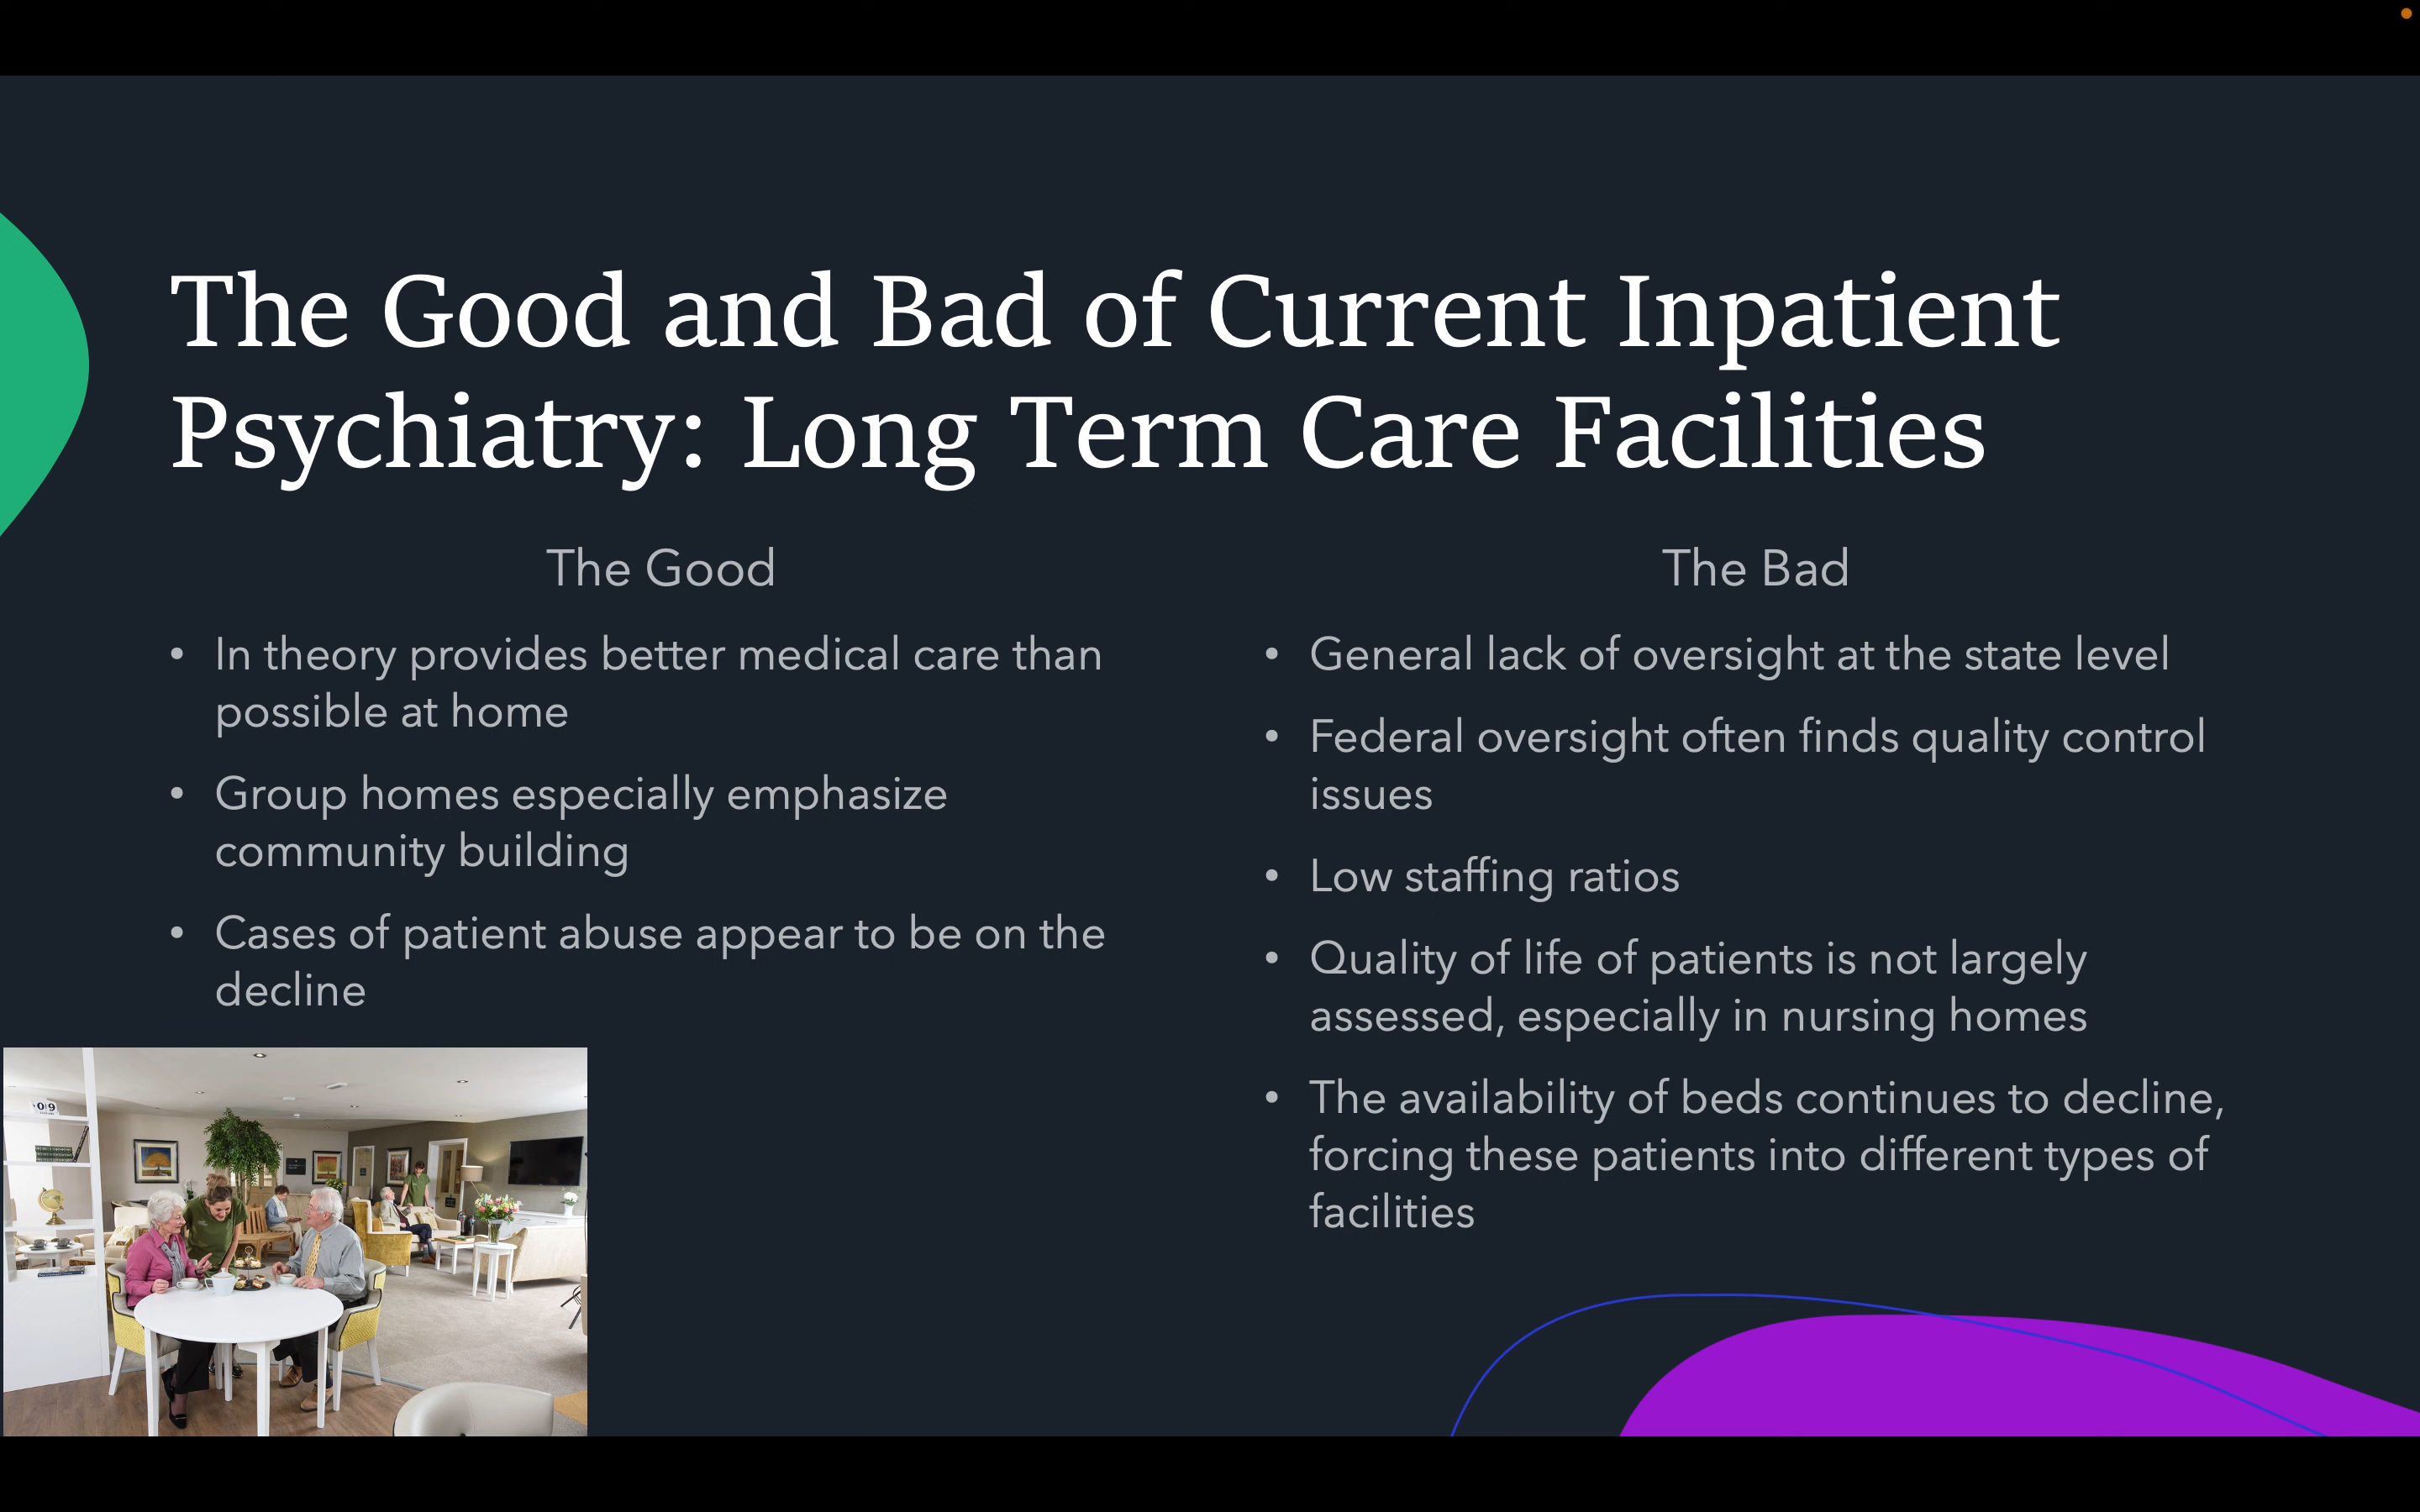 The Good and Bad of Current Inpatient
Psychiatry: Long Term Care Facilities
The Good
• In theory provides better medical care than
possible at home
• Group homes especially emphasize
community building
• Cases of patient abuse appear to be on the
decline
The Bad
• General lack of oversight at the state level
• Federal oversight often finds quality control
issues
• Low staffing ratios
• Quality of life of patients is not largely
assessed, especially in nursing homes
• The availability of beds continues to decline,
forcing these patients into different types of
facilities
09